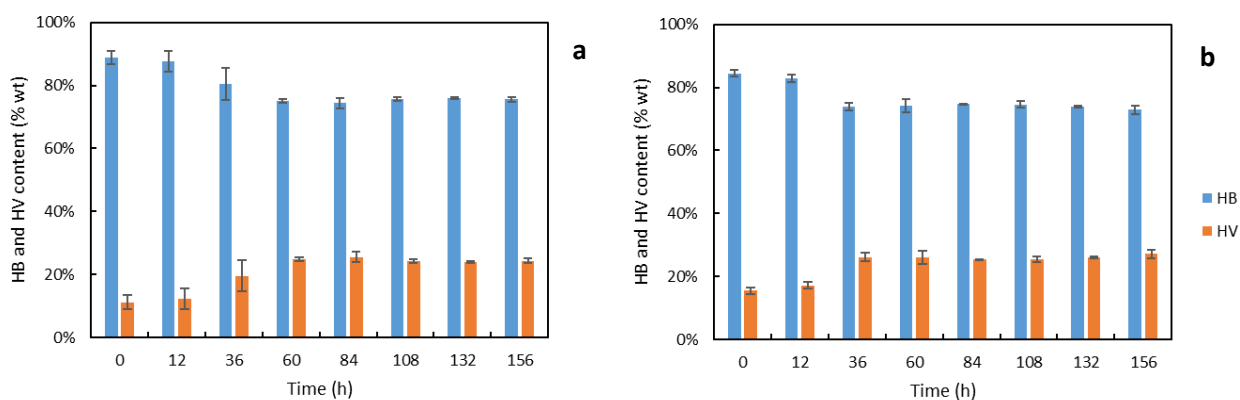 a
HB and HV content (% wt)
100%
80%
60%
40%
20%
0%
0 12 36 60 84 108 132 156
Time (h)
b
HB and HV content (% wt)
100%
80%
60%
40%
20%
0%
0 12 36 60 84 108 132 156
Time (h)
HB
HV